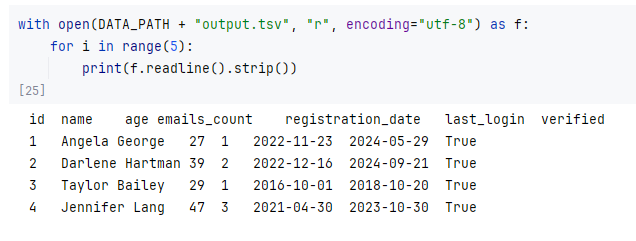 with open(DATA_PATH + "output.tsv", "r", encoding="utf-8") as f:
    for i in range(5):
        print(f.readline().strip())
[25]
id  name    age emails_count    registration_date   last_login  verified
1   Angela George   27  1   2022-11-23  2024-05-29  True
2   Darlene Hartman 39  2   2022-12-16  2024-09-21  True
3   Taylor Bailey   29  1   2016-10-01  2018-10-20  True
4   Jennifer Lang   47  3   2021-04-30  2023-10-30  True